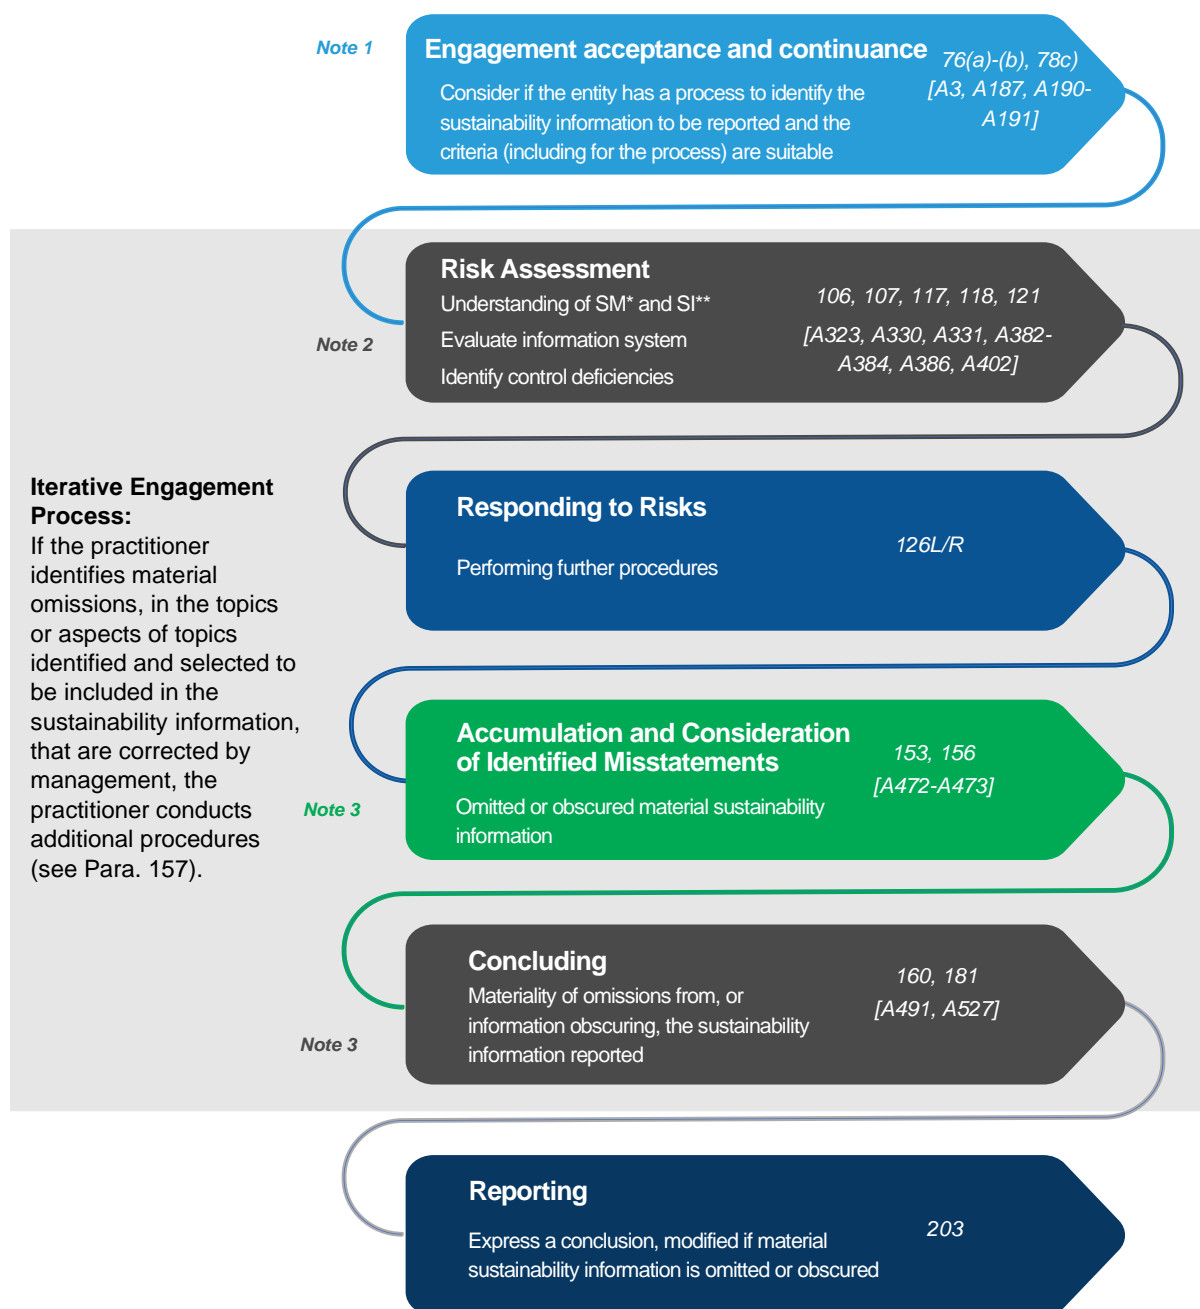 Note 1
Engagement acceptance and continuance
Consider if the entity has a process to identify the
sustainability information to be reported and the
criteria (including for the process) are suitable
76(a)-(b), 78c)
[A3, A187, A190-
A191]
Risk Assessment
Understanding of SM* and SI**
Evaluate information system
Identify control deficiencies
106, 107, 117, 118, 121
[A323, A330, A331, A382-
A384, A386, A402]
Note 2
Iterative Engagement
Process:
If the practitioner
identifies material
omissions, in the topics
or aspects of topics
identified and selected to
be included in the
sustainability information,
that are corrected by
management, the
practitioner conducts
additional procedures
(see Para. 157).
Responding to Risks
Performing further procedures
126L/R
Accumulation and Consideration
of Identified Misstatements
Omitted or obscured material sustainability
information
153, 156
[A472-A473]
Note 3
Concluding
Materiality of omissions from, or
information obscuring, the sustainability
information reported
160, 181
[A491, A527]
Note 3
Reporting
Express a conclusion, modified if material
sustainability information is omitted or obscured
203